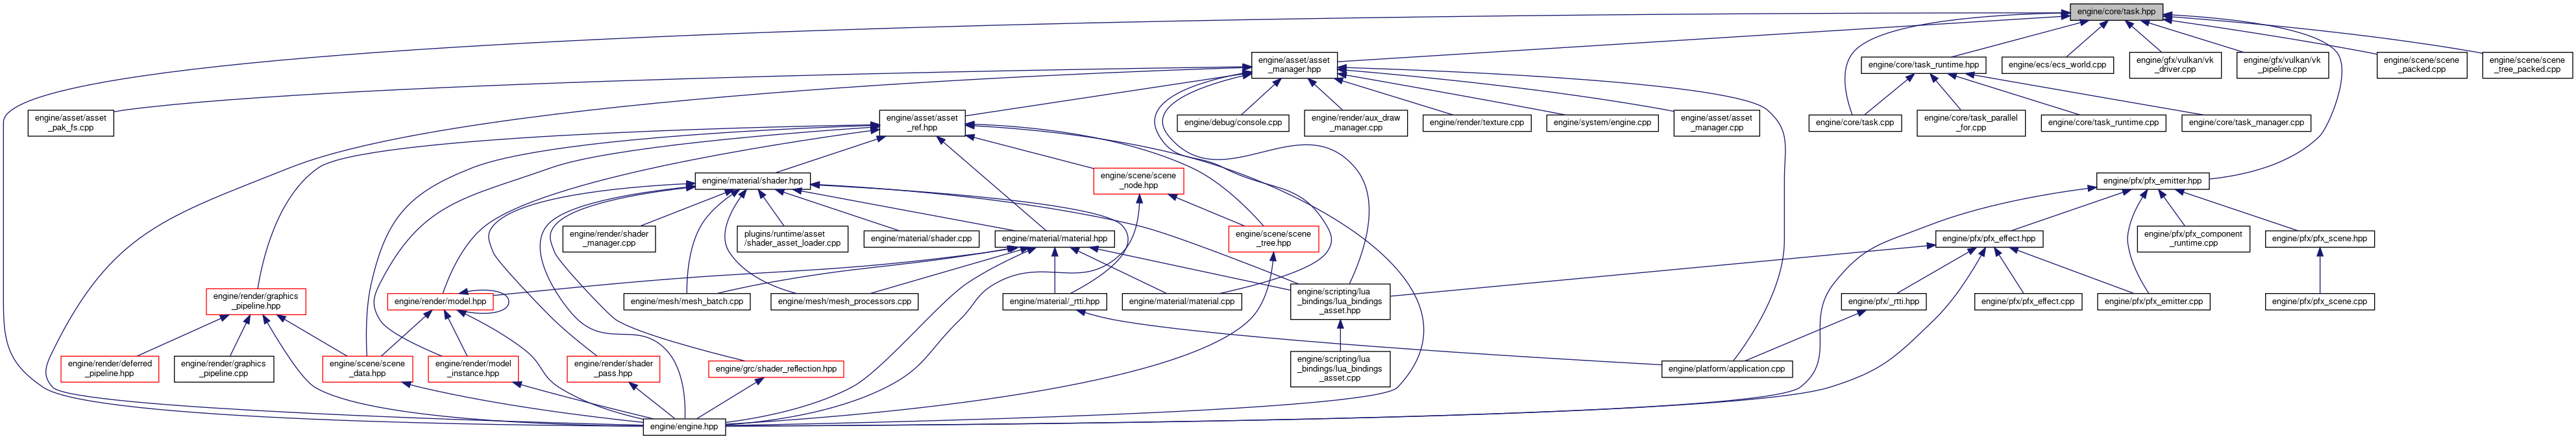 engine/core/task.hpp
engine/asset/asset
_manager.hpp
engine/core/task_runtime.hpp
engine/ecs/ecs_world.cpp
engine/gfx/vulkan/vk
_driver.cpp
engine/gfx/vulkan/vk
_pipeline.cpp
engine/scene/scene
_packed.cpp
engine/scene/scene
_tree_packed.cpp
engine/asset/asset
_pak_fs.cpp
engine/asset/asset
_ref.hpp
engine/debug/console.cpp
engine/render/aux_draw
_manager.cpp
engine/render/texture.cpp
engine/system/engine.cpp
engine/asset/asset
_manager.cpp
engine/core/task.cpp
engine/core/task_parallel
_for.cpp
engine/core/task_runtime.cpp
engine/core/task_manager.cpp
engine/material/shader.hpp
engine/scene/scene
_node.hpp
engine/pfx/pfx_emitter.hpp
engine/render/shader
_manager.cpp
plugins/runtime/asset
/shader_asset_loader.cpp
engine/material/shader.cpp
engine/material/material.hpp
engine/scene/scene
_tree.hpp
engine/pfx/pfx_effect.hpp
engine/pfx/pfx_component
_runtime.cpp
engine/pfx/pfx_scene.hpp
engine/render/graphics
_pipeline.hpp
engine/render/model.hpp
engine/mesh/mesh_batch.cpp
engine/mesh/mesh_processors.cpp
engine/material/_rtti.hpp
engine/material/material.cpp
engine/scripting/lua
_bindings/lua_bindings
_asset.hpp
engine/pfx/_rtti.hpp
engine/pfx/pfx_effect.cpp
engine/pfx/pfx_emitter.cpp
engine/pfx/pfx_scene.cpp
engine/render/deferred
_pipeline.hpp
engine/render/graphics
_pipeline.cpp
engine/scene/scene
_data.hpp
engine/render/model
_instance.hpp
engine/render/shader
_pass.hpp
engine/grc/shader_reflection.hpp
engine/scripting/lua
_bindings/lua_bindings
_asset.cpp
engine/platform/application.cpp
engine/engine.hpp